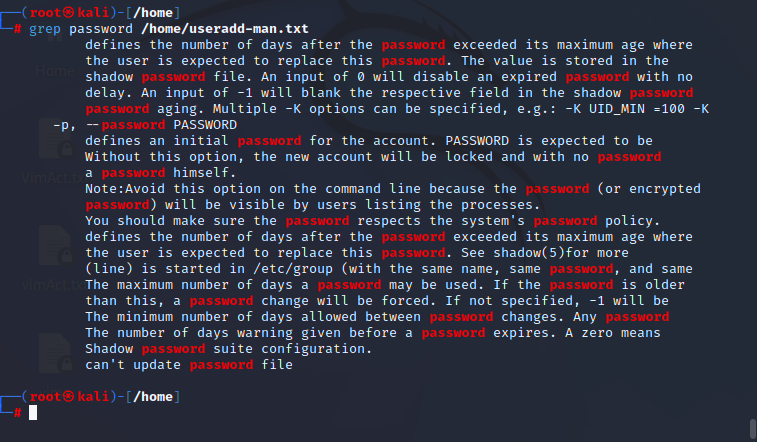 ┌──(root㉿kali)-[/home]
└─# grep password /home/useradd-man.txt
defines the number of days after the password exceeded its maximum age where
the user is expected to replace this password. The value is stored in the
shadow password file. An input of 0 will disable an expired password with no
delay. An input of -1 will blank the respective field in the shadow password
password aging. Multiple -K options can be specified, e.g.: -K UID_MIN =100 -K
-p, --password PASSWORD
defines an initial password for the account. PASSWORD is expected to be
Without this option, the new account will be locked and with no password
a password himself.
Note:Avoid this option on the command line because the password (or encrypted
password) will be visible by users listing the processes.
You should make sure the password respects the system's password policy.
defines the number of days after the password exceeded its maximum age where
the user is expected to replace this password. See shadow(5)for more
(line) is started in /etc/group (with the same name, same password, and same
The maximum number of days a password may be used. If the password is older
than this, a password change will be forced. If not specified, -1 will be
The minimum number of days allowed between password changes. Any password
The number of days warning given before a password expires. A zero means
Shadow password suite configuration.
can't update password file
┌──(root㉿kali)-[/home]
└─#
Home
VimAct.tx
vimAct.tx